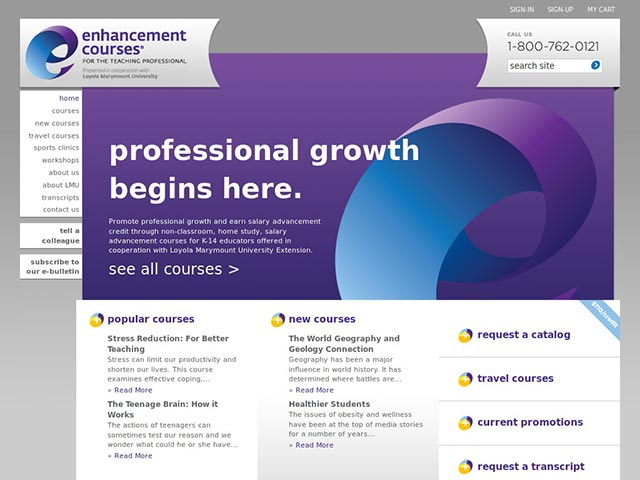 SIGN-IN SIGN-UP MY CART
enhancement
courses®
FOR THE TEACHING PROFESSIONAL
Presented in cooperation with
Loyola Marymount University
CALL US
1-800-762-0121
search site
home
courses
new courses
travel courses
sports clinics
workshops
about us
about LMU
transcripts
contact us
tell a
colleague
subscribe to
our e-bulletin
professional growth
begins here.
Promote professional growth and earn salary advancement
credit through non-classroom, home study, salary
advancement courses for K-14 educators offered in
cooperation with Loyola Marymount University Extension.
see all courses >
popular courses
Stress Reduction: For Better
Teaching
Stress can limit our productivity and
shorten our lives. This course
examines effective coping,...
» Read More
The Teenage Brain: How it
Works
The actions of teenagers can
sometimes test our reason and we
wonder what could he or she have...
» Read More
new courses
The World Geography and
Geology Connection
Geography has been a major
influence in world history. It has
determined where battles are...
» Read More
Healthier Students
The issues of obesity and wellness
have been at the top of media stories
for a number of years...
» Read More
$110/credit
request a catalog
travel courses
current promotions
request a transcript